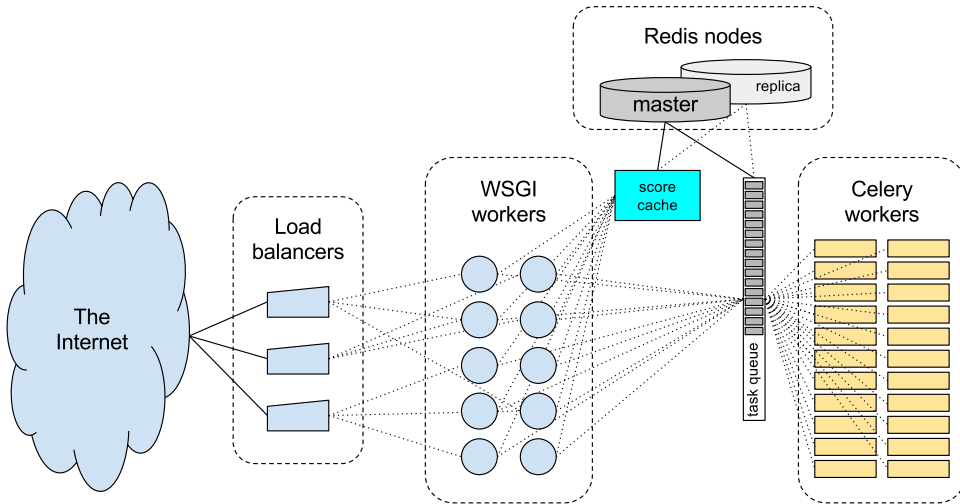 Redis nodes
replica
master
WSGI
workers
score
cache
Celery
workers
Load
balancers
The
Internet
task queue